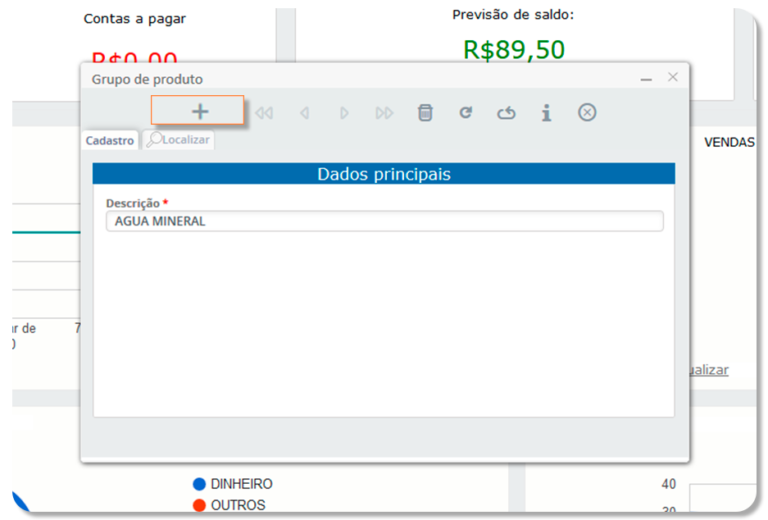 Contas a pagar
Previsão de saldo:
R$0,00
R$89,50
Grupo de produto
Cadastro
Localizar
VENDAS
Dados principais
Descrição *
AGUA MINERAL
ar de
7
)
ualizar
DINHEIRO
40
OUTROS
30